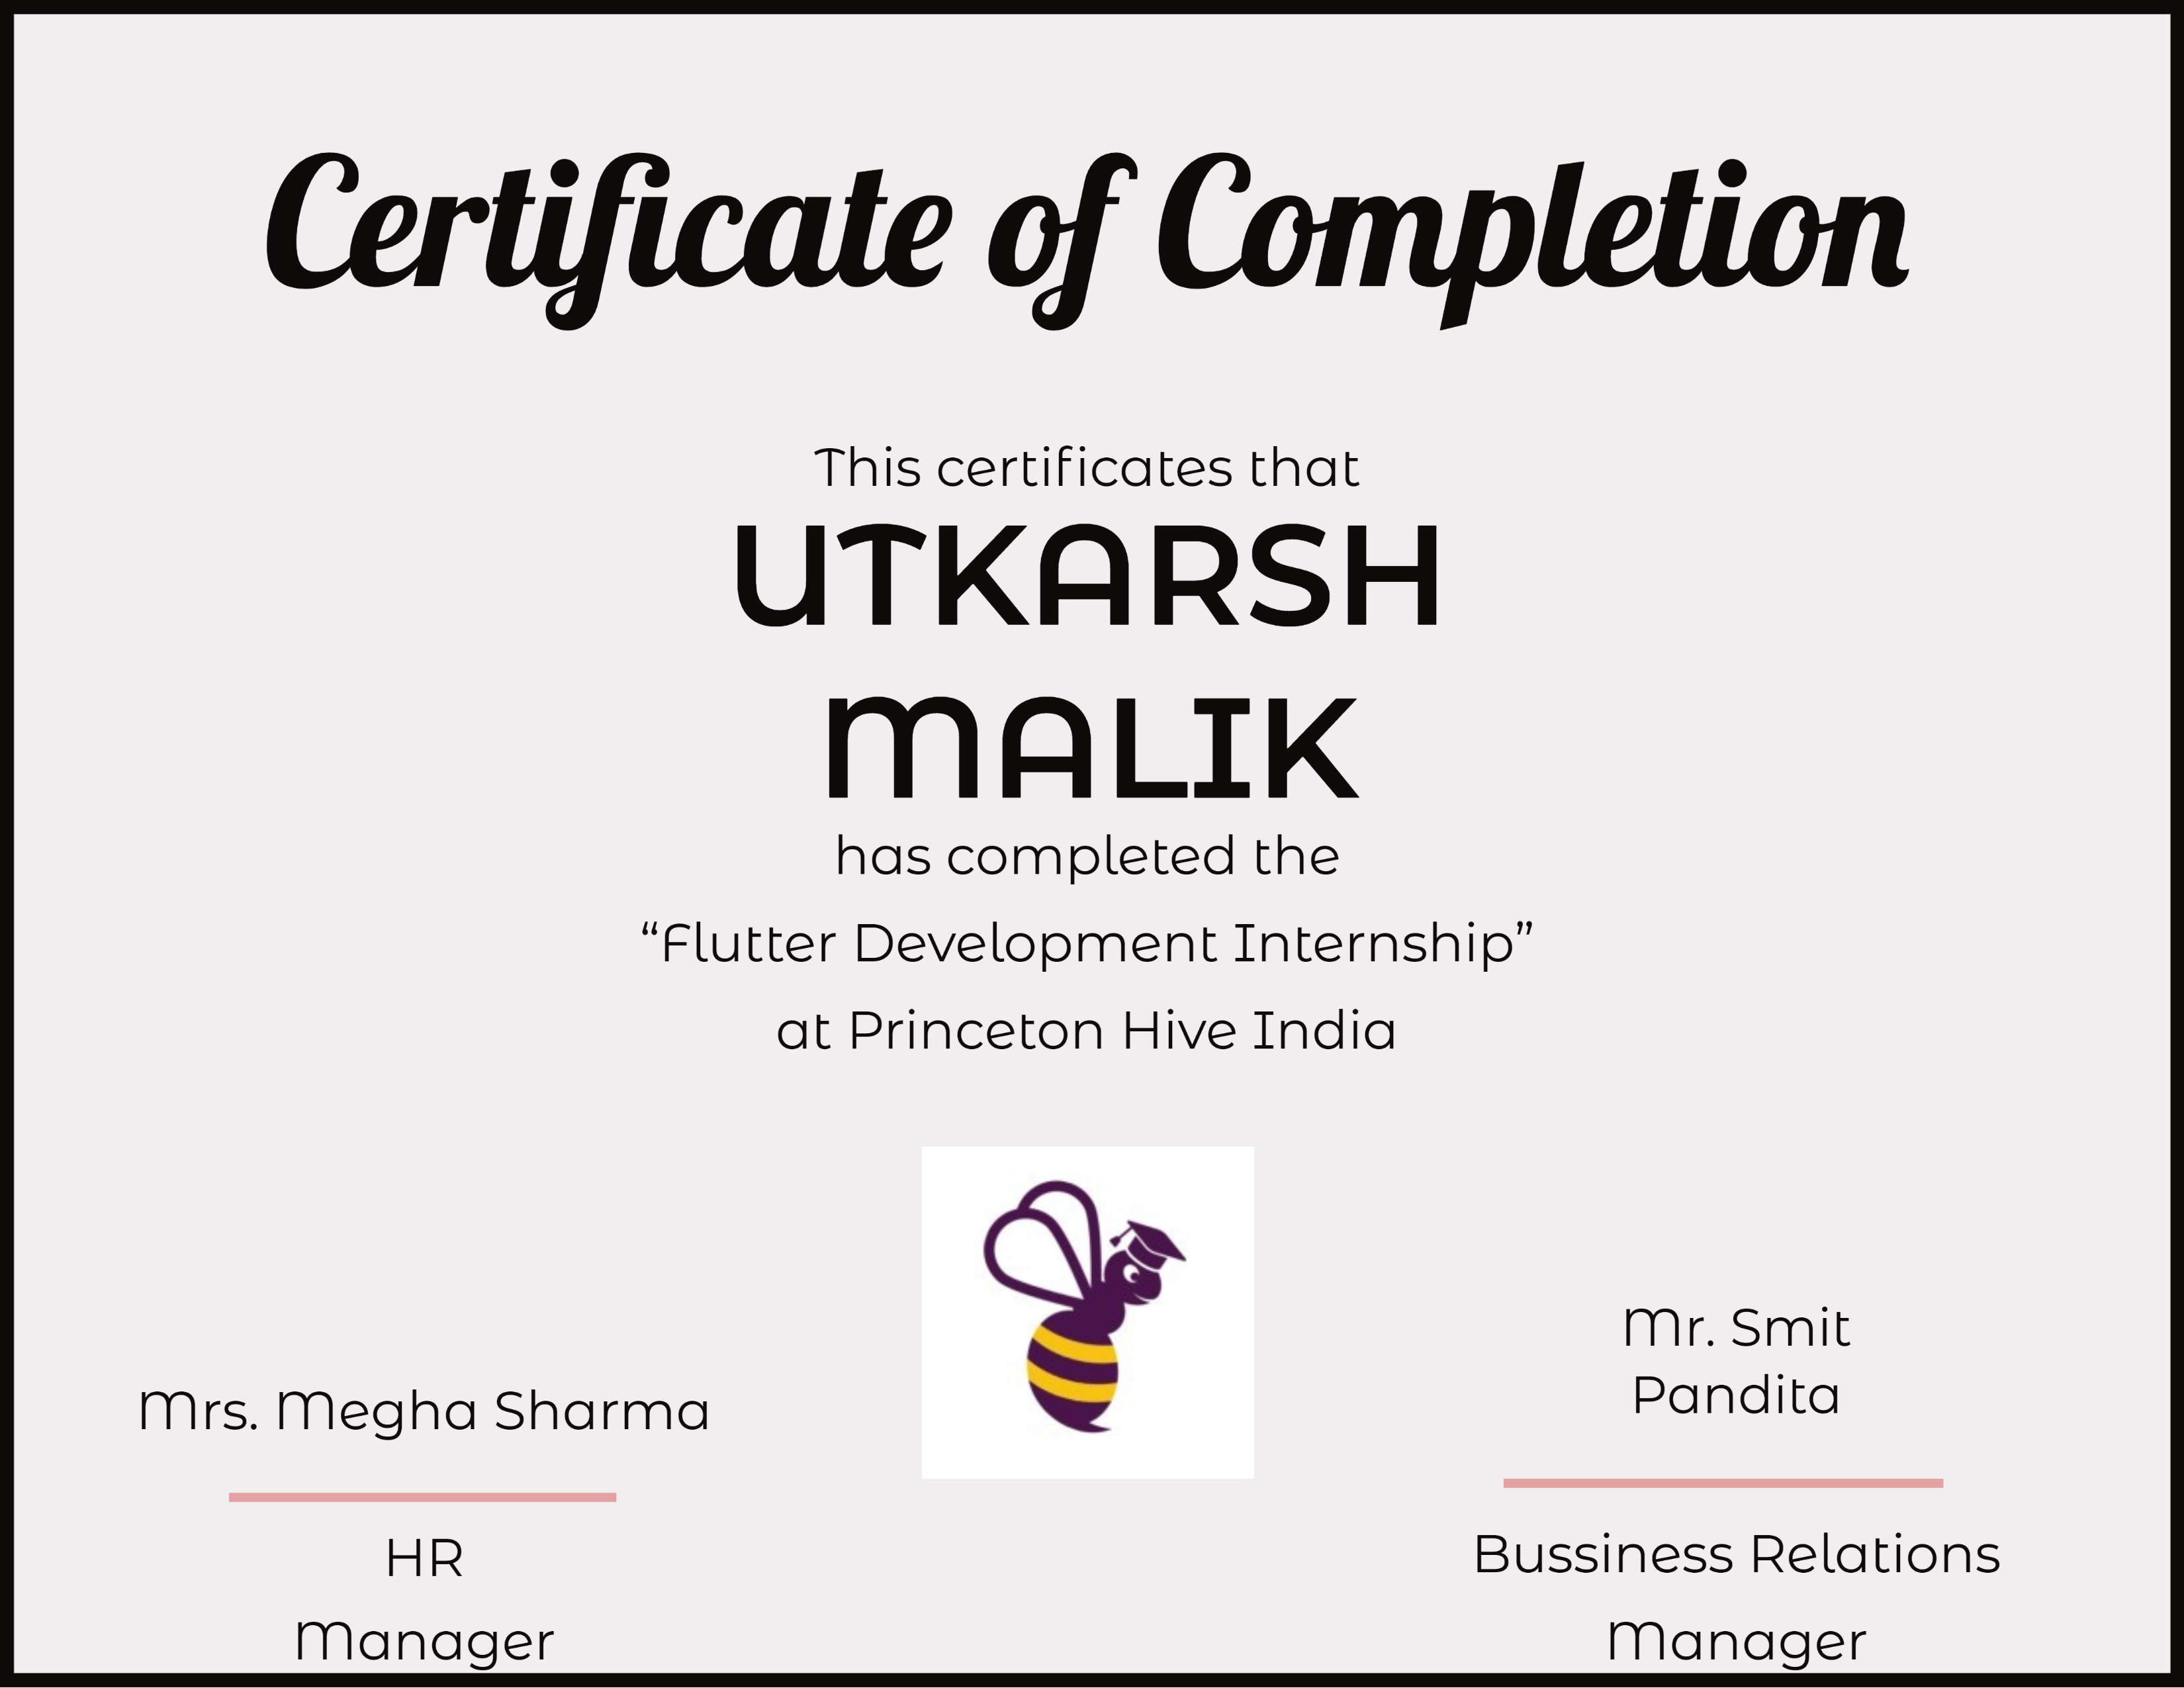 Certificate of Completion
This certificates that
UTKARSH
MALIK
has completed the
“Flutter Development Internship”
at Princeton Hive India
Mrs. Megha Sharma
HR
Manager
Mr. Smit
Pandita
Bussiness Relations
Manager